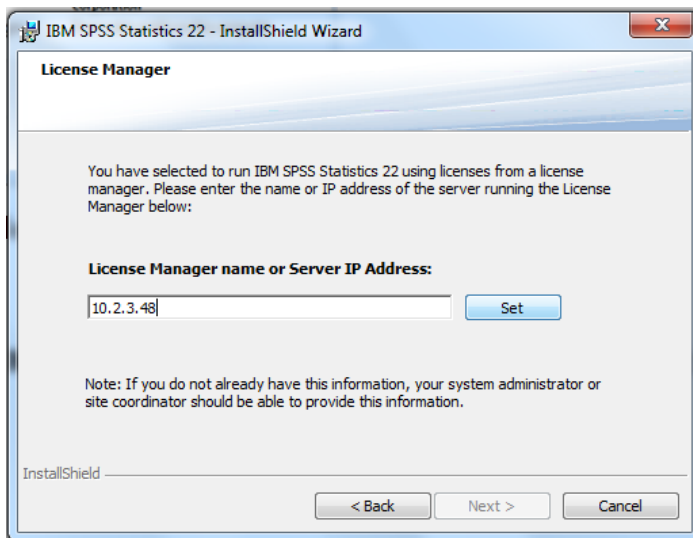 IBM SPSS Statistics 22 - InstallShield Wizard
License Manager
You have selected to run IBM SPSS Statistics 22 using licenses from a license
manager. Please enter the name or IP address of the server running the License
Manager below:
License Manager name or Server IP Address:
10.2.3.48
Set
Note: If you do not already have this information, your system administrator or
site coordinator should be able to provide this information.
InstallShield
< Back
Next >
Cancel